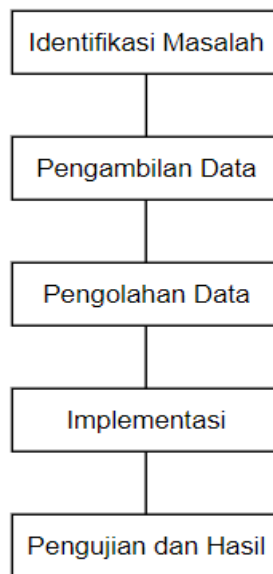 Identifikasi Masalah
Pengambilan Data
Pengolahan Data
Implementasi
Pengujian dan Hasil